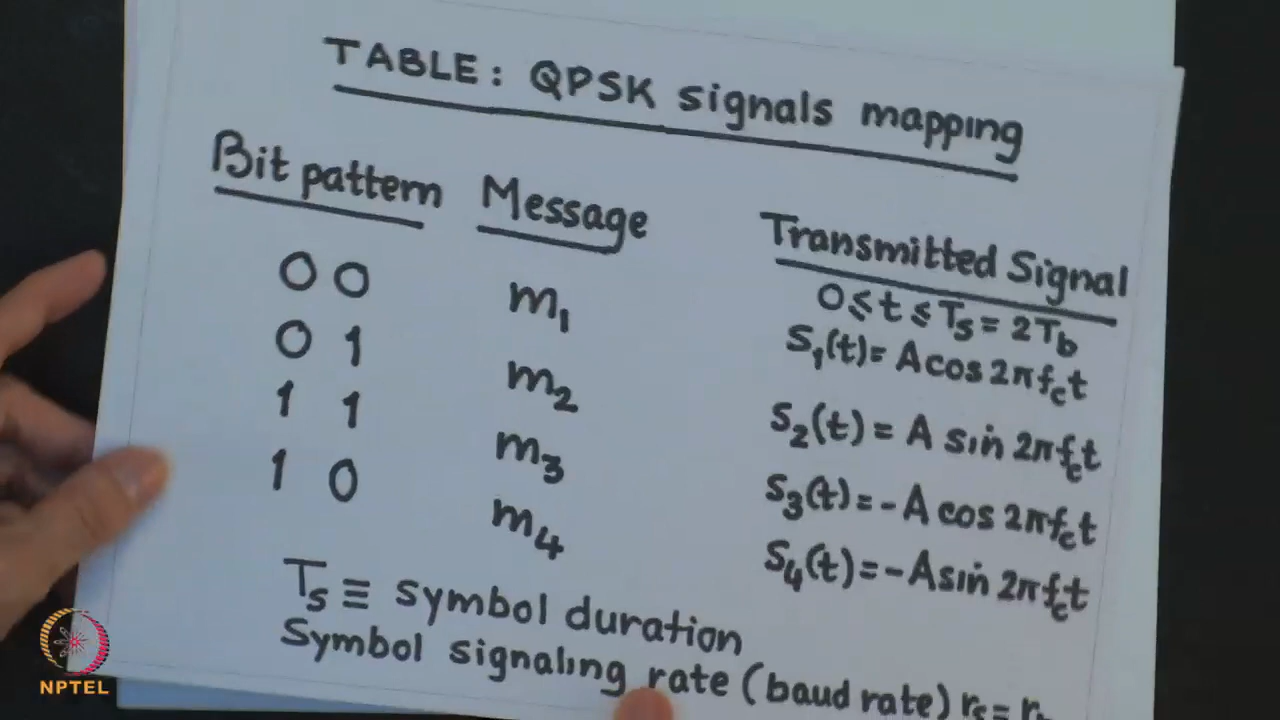 TABLE: QPSK signals mapping
Bit pattern Message Transmitted Signal
0 ≤ t ≤ Ts = 2Tb
0 0 m1 S1(t) = A cos 2πfct
0 1 m2 S2(t) = A sin 2πfct
1 1 m3 S3(t) = -A cos 2πfct
1 0 m4 S4(t) = -A sin 2πfct
Ts ≡ symbol duration
Symbol signaling rate (baud rate) rs =
NPTEL